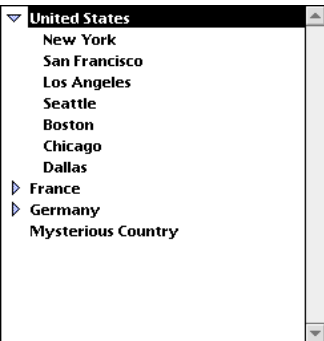 United States
New York
San Francisco
Los Angeles
Seattle
Boston
Chicago
Dallas
France
Germany
Mysterious Country